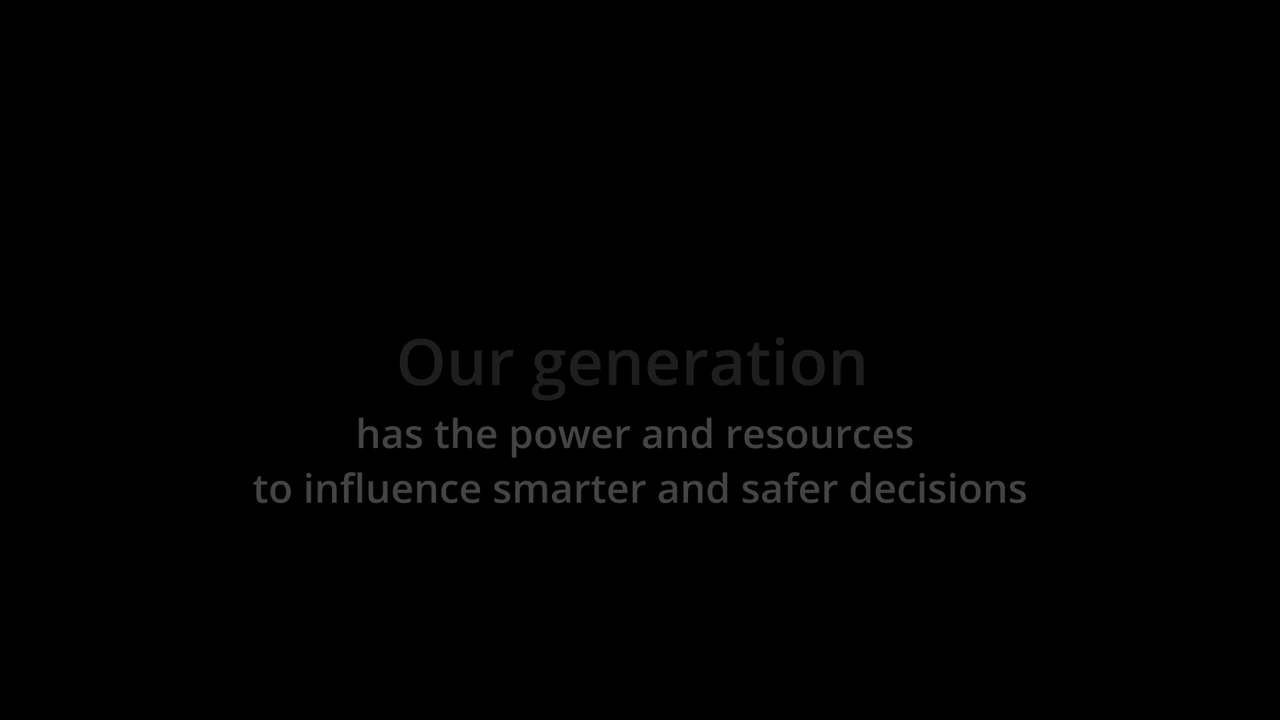 Our generation
has the power and resources
to influence smarter and safer decisions